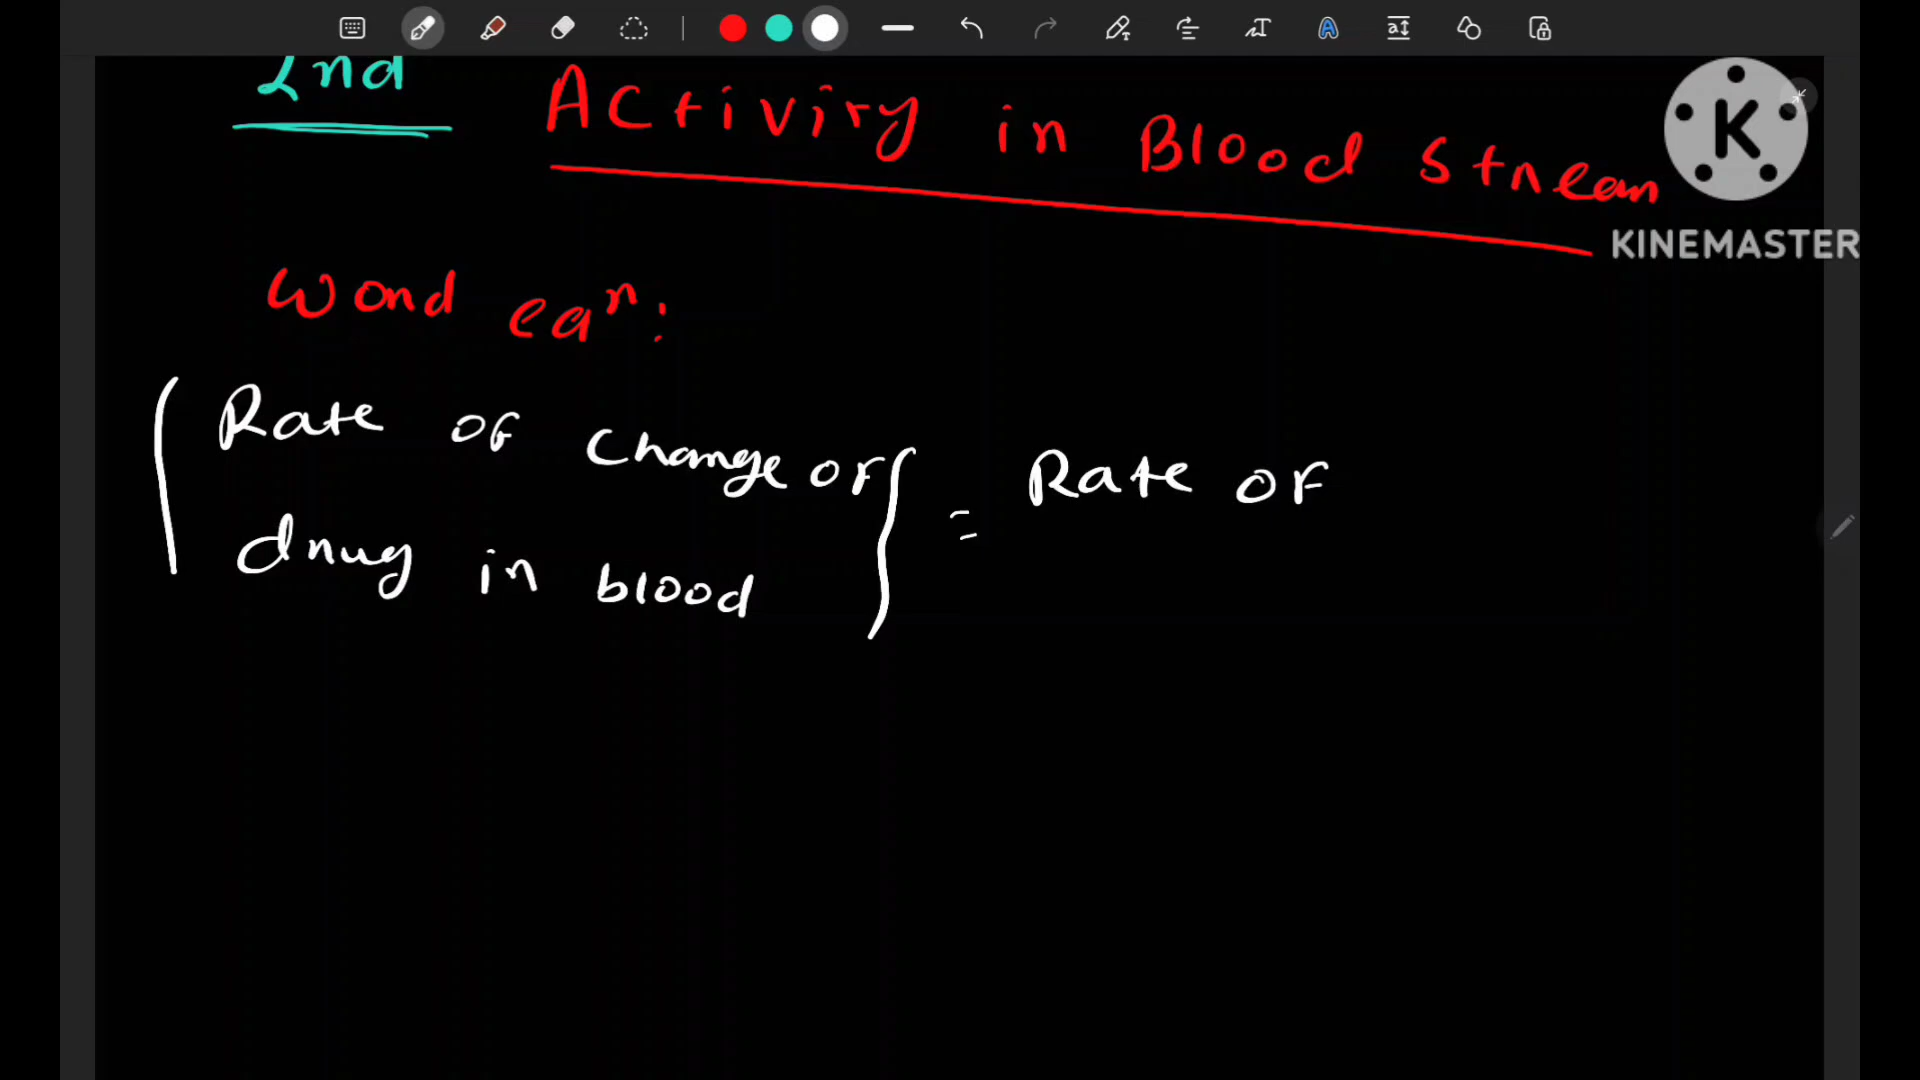 2nd Activity in Blood Stream
K
KINEMASTER
Word eqⁿ:
Rate of Change of
drug in blood
= Rate of